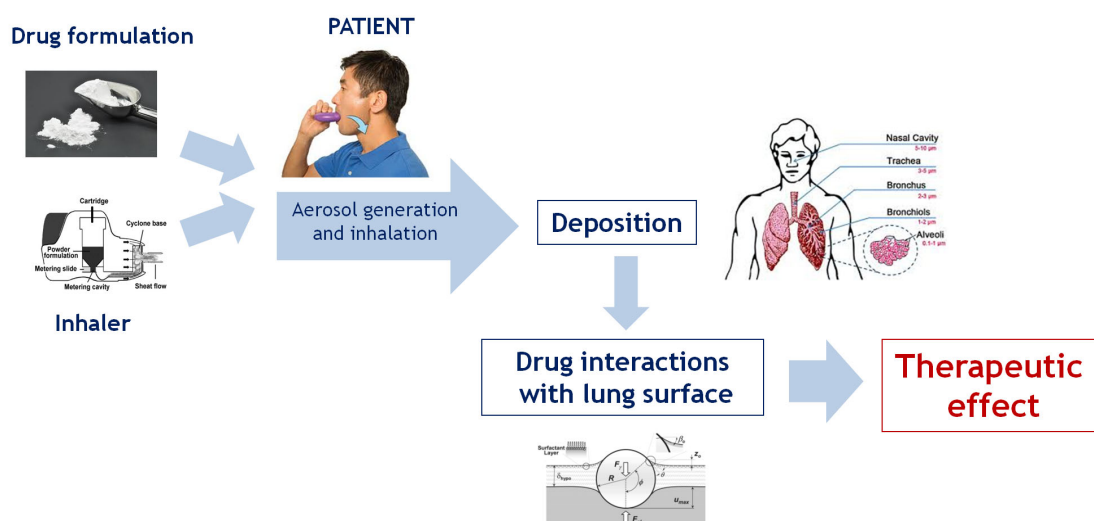 Drug formulation
PATIENT
Cartridge
Cyclone base
Powder
formulation
Metering slide
Metering cavity
Sheat flow
Inhaler
Aerosol generation
and inhalation
Deposition
Nasal Cavity
5-10 µm
Trachea
3-5 µm
Bronchus
2-3 µm
Bronchiols
1-2 µm
Alveoli
0.1-1 µm
Drug interactions
with lung surface
Therapeutic
effect
Surfactant
Layer
R
ϕ
θ
u max